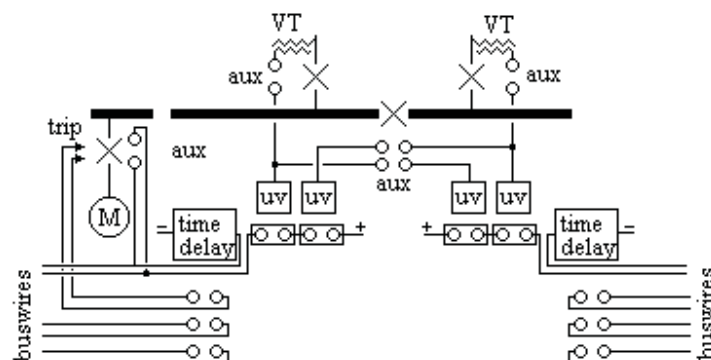 VT
VT
aux
aux
trip
aux
aux
uv
uv
uv
uv
M
time
delay
+
+
time
delay
buswires
buswires